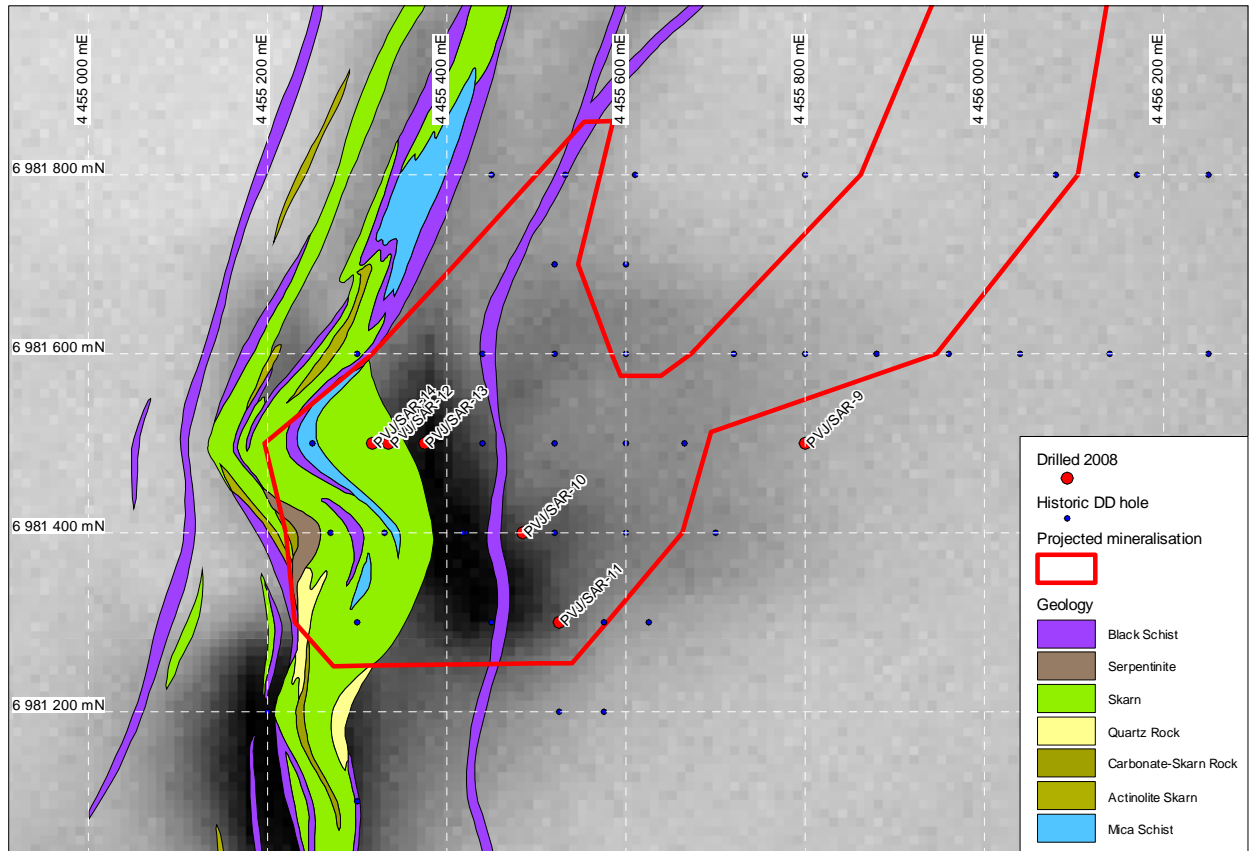 4 455 000 mE
4 455 200 mE
4 455 400 mE
4 455 600 mE
4 455 800 mE
4 456 000 mE
4 456 200 mE
6 981 800 mN
6 981 600 mN
PVJ/SAR-14
PVJ/SAR-12
PVJ/SAR-13
PVJ/SAR-9
PVJ/SAR-10
6 981 400 mN
PVJ/SAR-11
6 981 200 mN
Drilled 2008
Historic DD hole
Projected mineralisation
Geology
Black Schist
Serpentinite
Skarn
Quartz Rock
Carbonate-Skarn Rock
Actinolite Skarn
Mica Schist